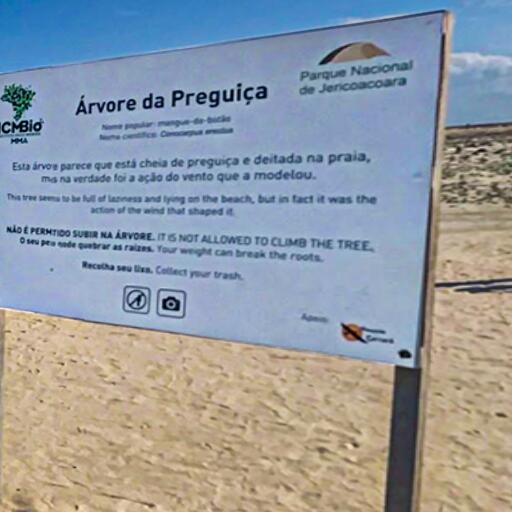 ICMBio
MMA
Árvore da Preguiça
Parque Nacional
de Jericoacoara
Nome popular: mangue-de-botão
Nome científico: Conocarpus erectus
Esta árvore parece que está cheia de preguiça e deitada na praia,
mas na verdade foi a ação do vento que a modelou.
This tree seems to be full of laziness and lying on the beach, but in fact it was the
action of the wind that shaped it.
NÃO É PERMITIDO SUBIR NA ÁRVORE. IT IS NOT ALLOWED TO CLIMB THE TREE.
O seu peso pode quebrar as raízes. Your weight can break the roots.
Recolha seu lixo. Collect your trash.
Apoio: